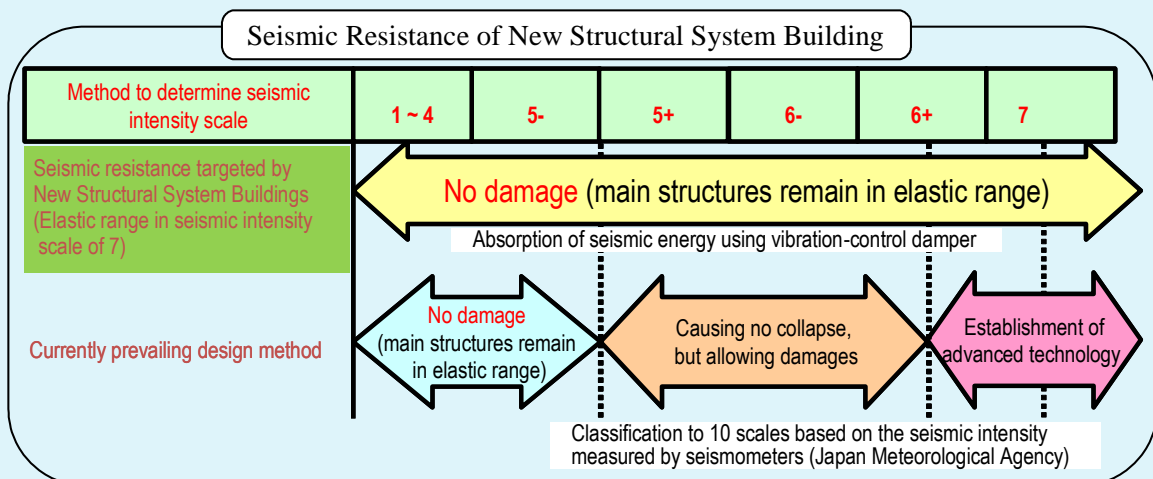 Seismic Resistance of New Structural System Building
Method to determine seismic
intensity scale
1 ~ 4
5-
5+
6-
6+
7
Seismic resistance targeted by
New Structural System Buildings
(Elastic range in seismic intensity
scale of 7)
No damage (main structures remain in elastic range)
Absorption of seismic energy using vibration-control damper
Currently prevailing design method
No damage
(main structures remain
in elastic range)
Causing no collapse,
but allowing damages
Establishment of
advanced technology
Classification to 10 scales based on the seismic intensity
measured by seismometers (Japan Meteorological Agency)